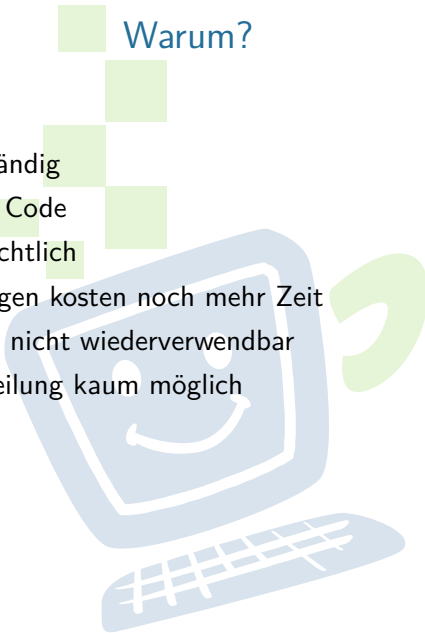 Warum?
ändig
Code
chtlich
gen kosten noch mehr Zeit
nicht wiederverwendbar
eilung kaum möglich